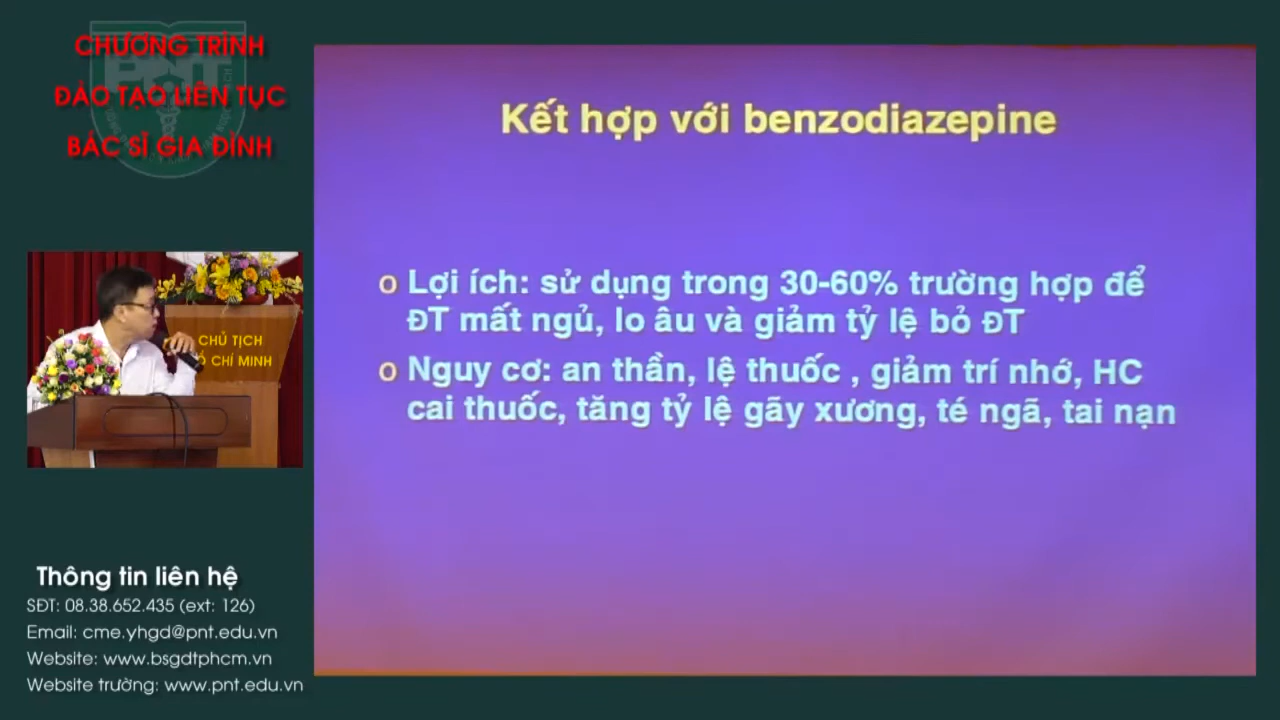 CHƯƠNG TRÌNH
ĐÀO TẠO LIÊN TỤC
BÁC SĨ GIA ĐÌNH
PNT
Kết hợp với benzodiazepine
o Lợi ích: sử dụng trong 30-60% trường hợp để
ĐT mất ngủ, lo âu và giảm tỷ lệ bỏ ĐT
o Nguy cơ: an thần, lệ thuốc , giảm trí nhớ, HC
cai thuốc, tăng tỷ lệ gãy xương, té ngã, tai nạn
CHỦ TỊCH
CHÍ MINH
Thông tin liên hệ
SĐT: 08.38.652.435 (ext: 126)
Email: cme.yhgd@pnt.edu.vn
Website: www.bsgdtphcm.vn
Website trường: www.pnt.edu.vn